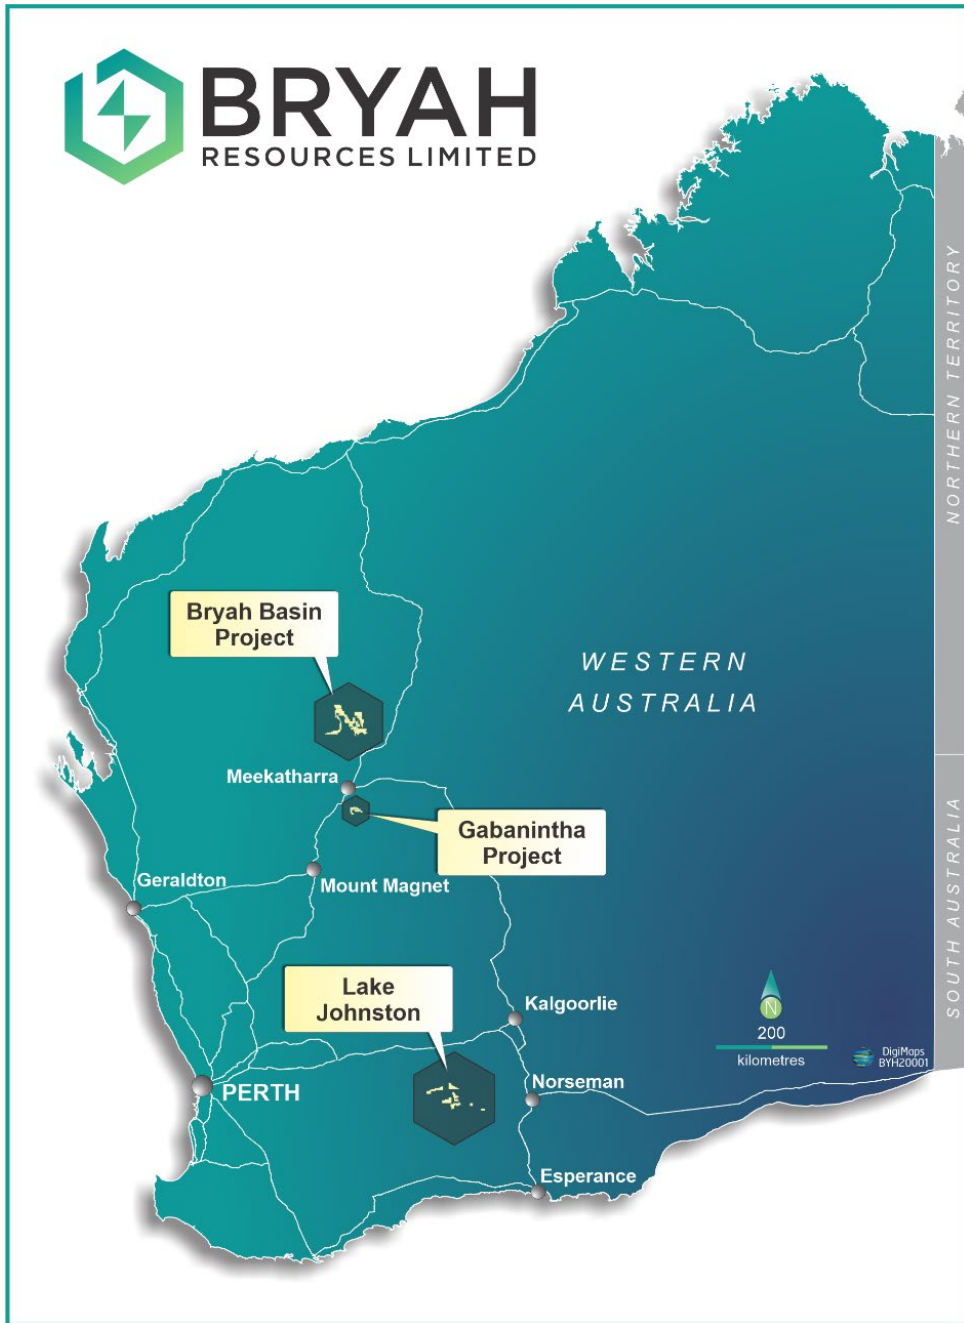 BRYAH
RESOURCES LIMITED
NORTHERN TERRITORY
Bryah Basin
Project
WESTERN
AUSTRALIA
Meekatharra
Gabanintha
Project
Geraldton
Mount Magnet
SOUTH AUSTRALIA
Lake
Johnston
Kalgoorlie
N
200
kilometres
DigiMaps
BYH20001
Norseman
PERTH
Esperance